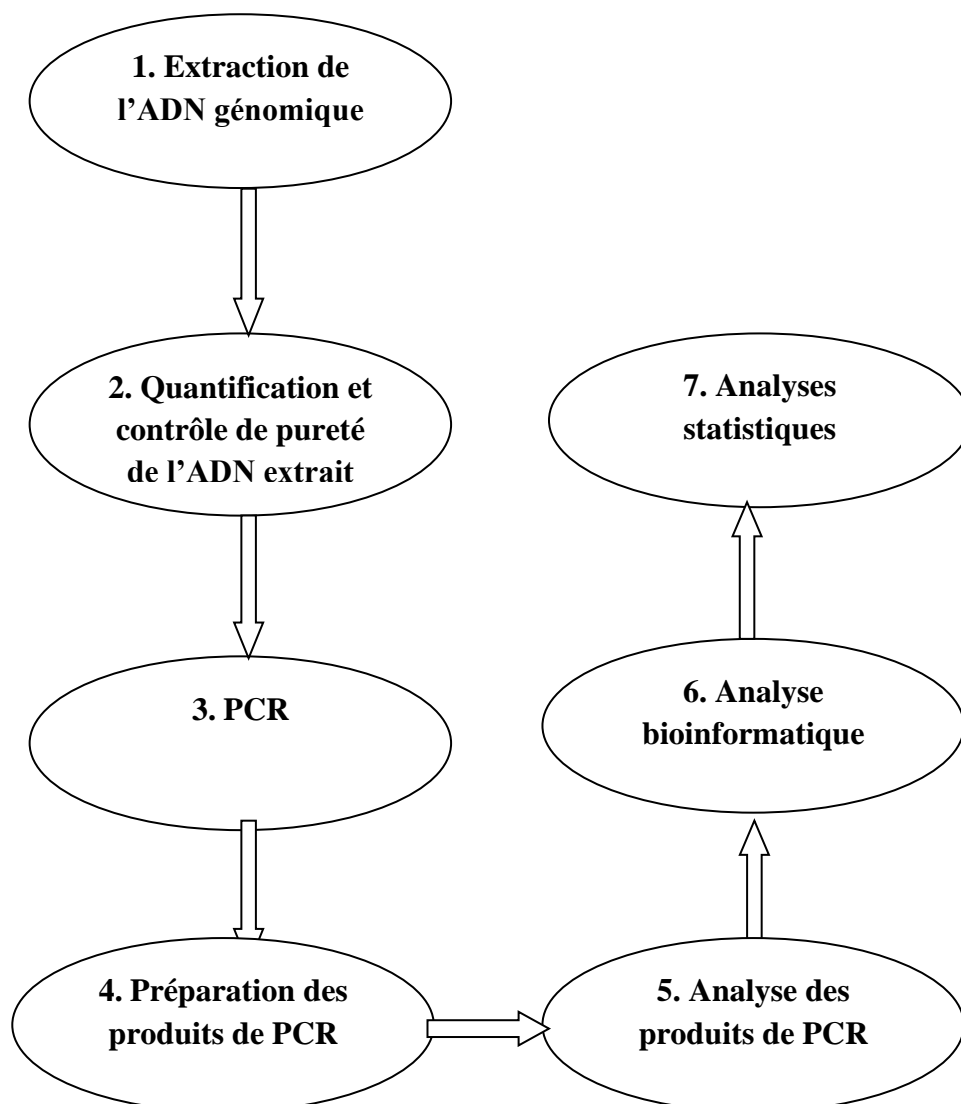 1. Extraction de
l’ADN génomique
2. Quantification et
contrôle de pureté
de l’ADN extrait
3. PCR
4. Préparation des
produits de PCR
5. Analyse des
produits de PCR
6. Analyse
bioinformatique
7. Analyses
statistiques